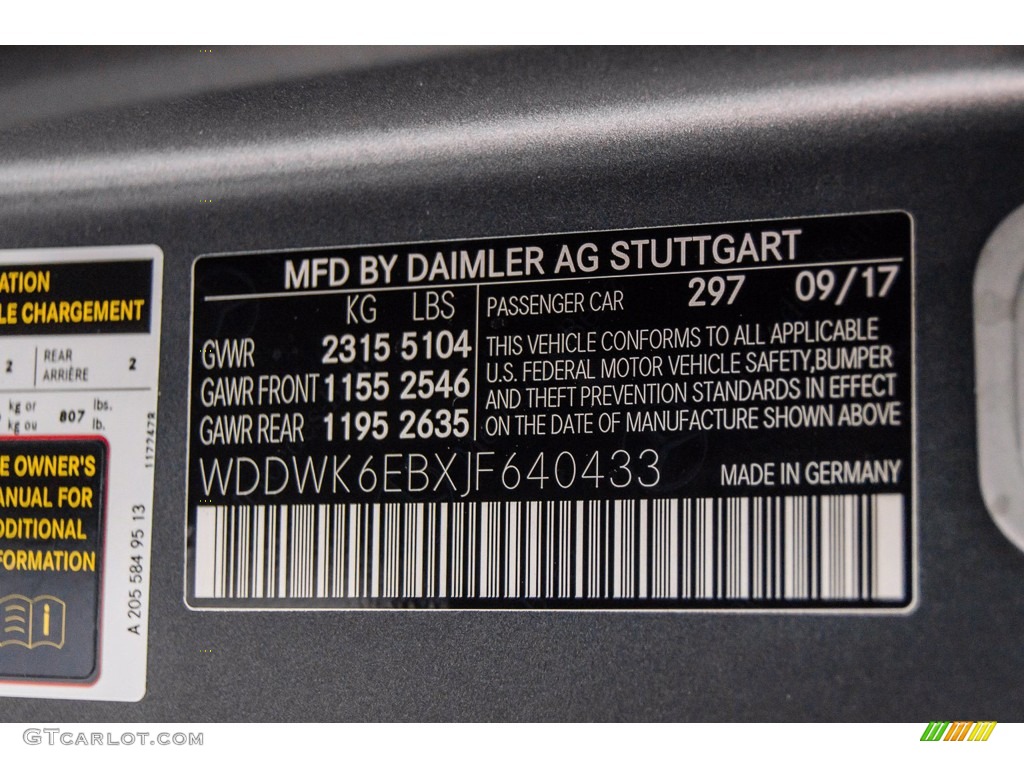 ATION
LE CHARGEMENT
2 REAR ARRIÈRE 2
kg or
kg ou 807 lbs.
lb.
E OWNER'S
ANUAL FOR
DDITIONAL
FORMATION
i
117747R
A 205 584 95 13
MFD BY DAIMLER AG STUTTGART
KG LBS
GVWR 2315 5104
GAWR FRONT 1155 2546
GAWR REAR 1195 2635
PASSENGER CAR 297 09/17
THIS VEHICLE CONFORMS TO ALL APPLICABLE
U.S. FEDERAL MOTOR VEHICLE SAFETY,BUMPER
AND THEFT PREVENTION STANDARDS IN EFFECT
ON THE DATE OF MANUFACTURE SHOWN ABOVE
WDDWK6EBXJF640433 MADE IN GERMANY
GTCARLOT.COM